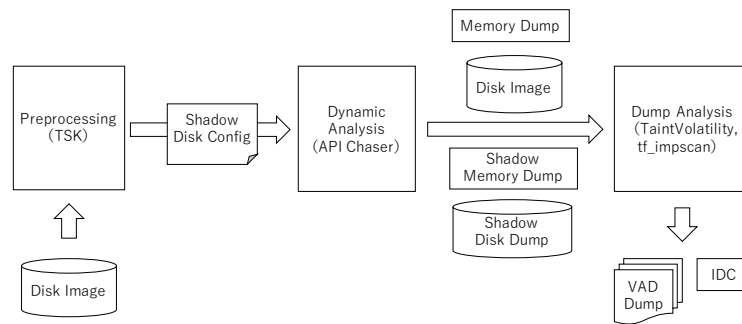 Memory Dump
Disk Image
Preprocessing
(TSK)
Shadow
Disk Config
Dynamic
Analysis
(API Chaser)
Dump Analysis
(TaintVolatility,
tf_impscan)
Shadow
Memory Dump
Shadow
Disk Dump
Disk Image
VAD
Dump
IDC